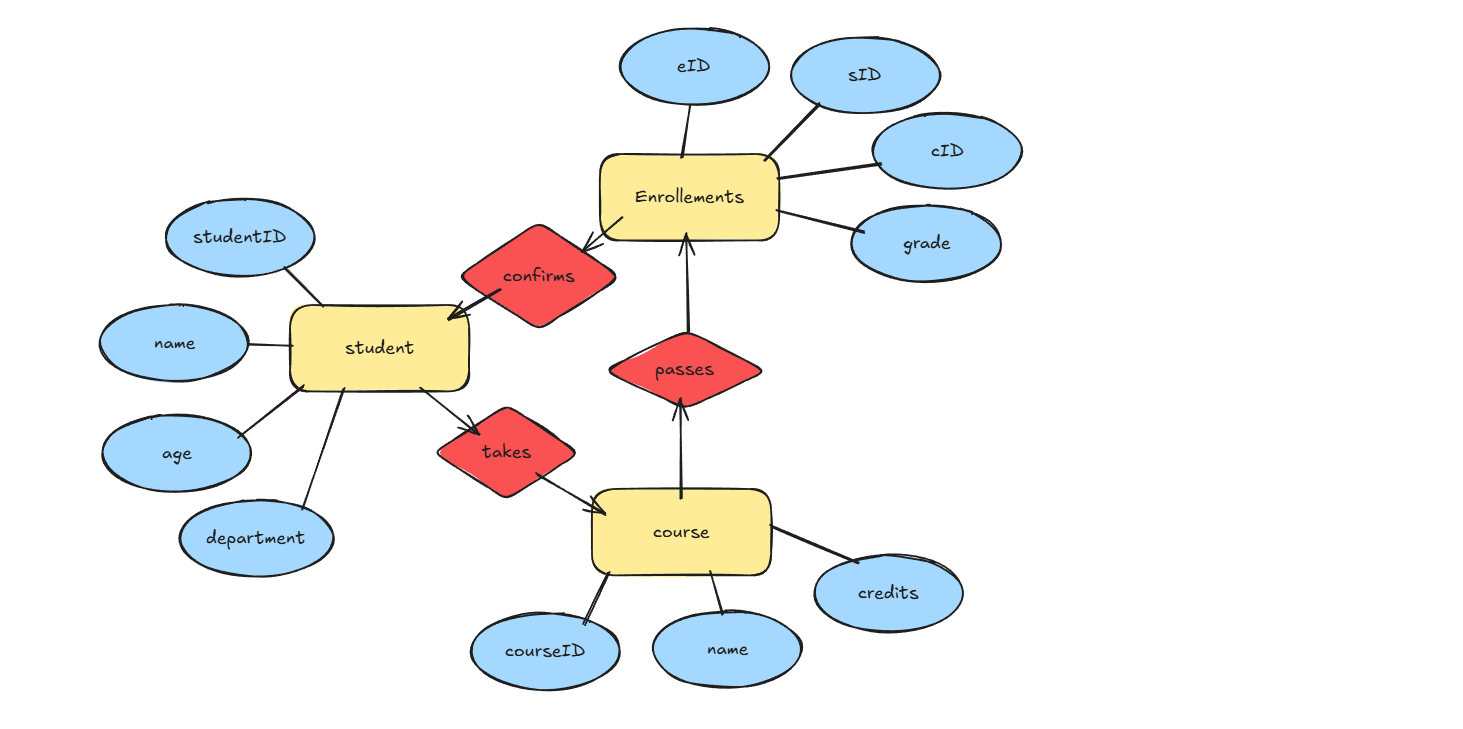 eID
sID
cID
Enrollements
grade
studentID
confirms
name
student
passes
age
takes
department
course
credits
courseID
name